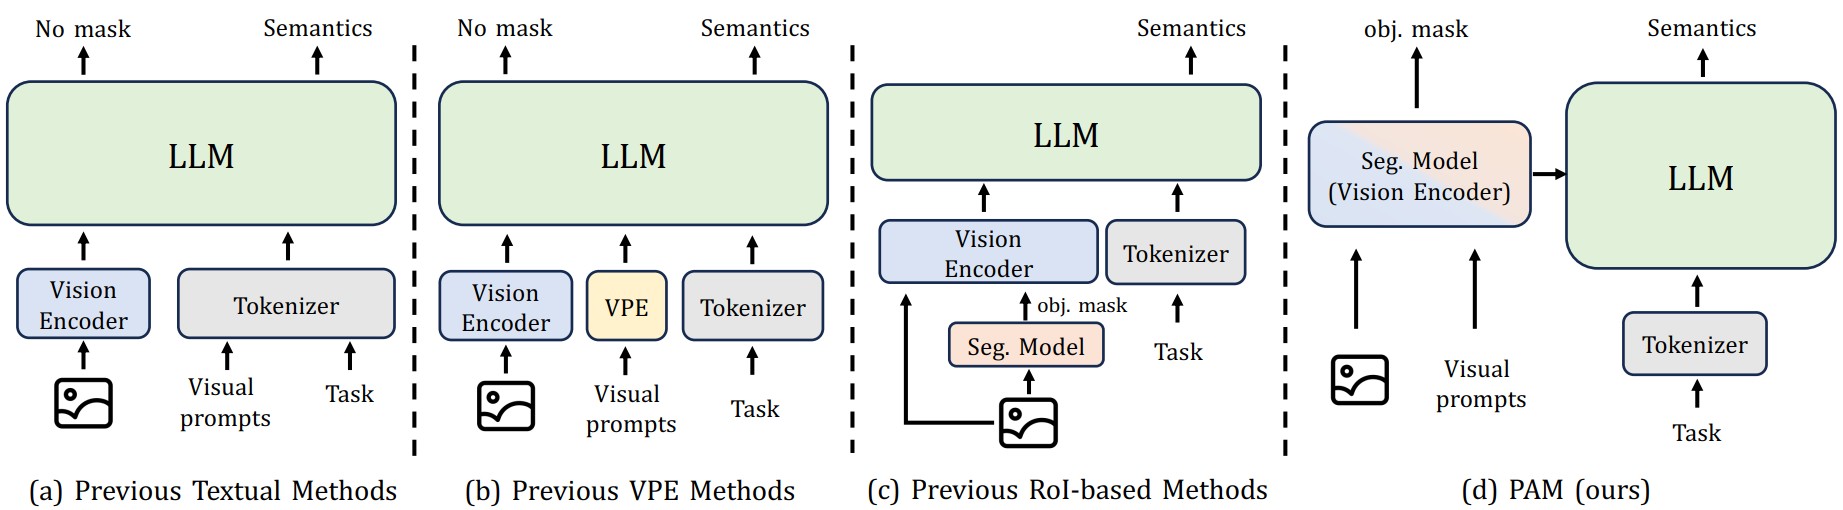 No mask
Semantics
LLM
Vision
Encoder
Tokenizer
Visual
prompts
Task
(a) Previous Textual Methods
No mask
Semantics
LLM
Vision
Encoder
VPE
Tokenizer
Visual
prompts
Task
(b) Previous VPE Methods
Semantics
LLM
Vision
Encoder
Tokenizer
obj. mask
Seg. Model
Task
(c) Previous RoI-based Methods
obj. mask
Semantics
Seg. Model
(Vision Encoder)
LLM
Visual
prompts
Tokenizer
Task
(d) PAM (ours)